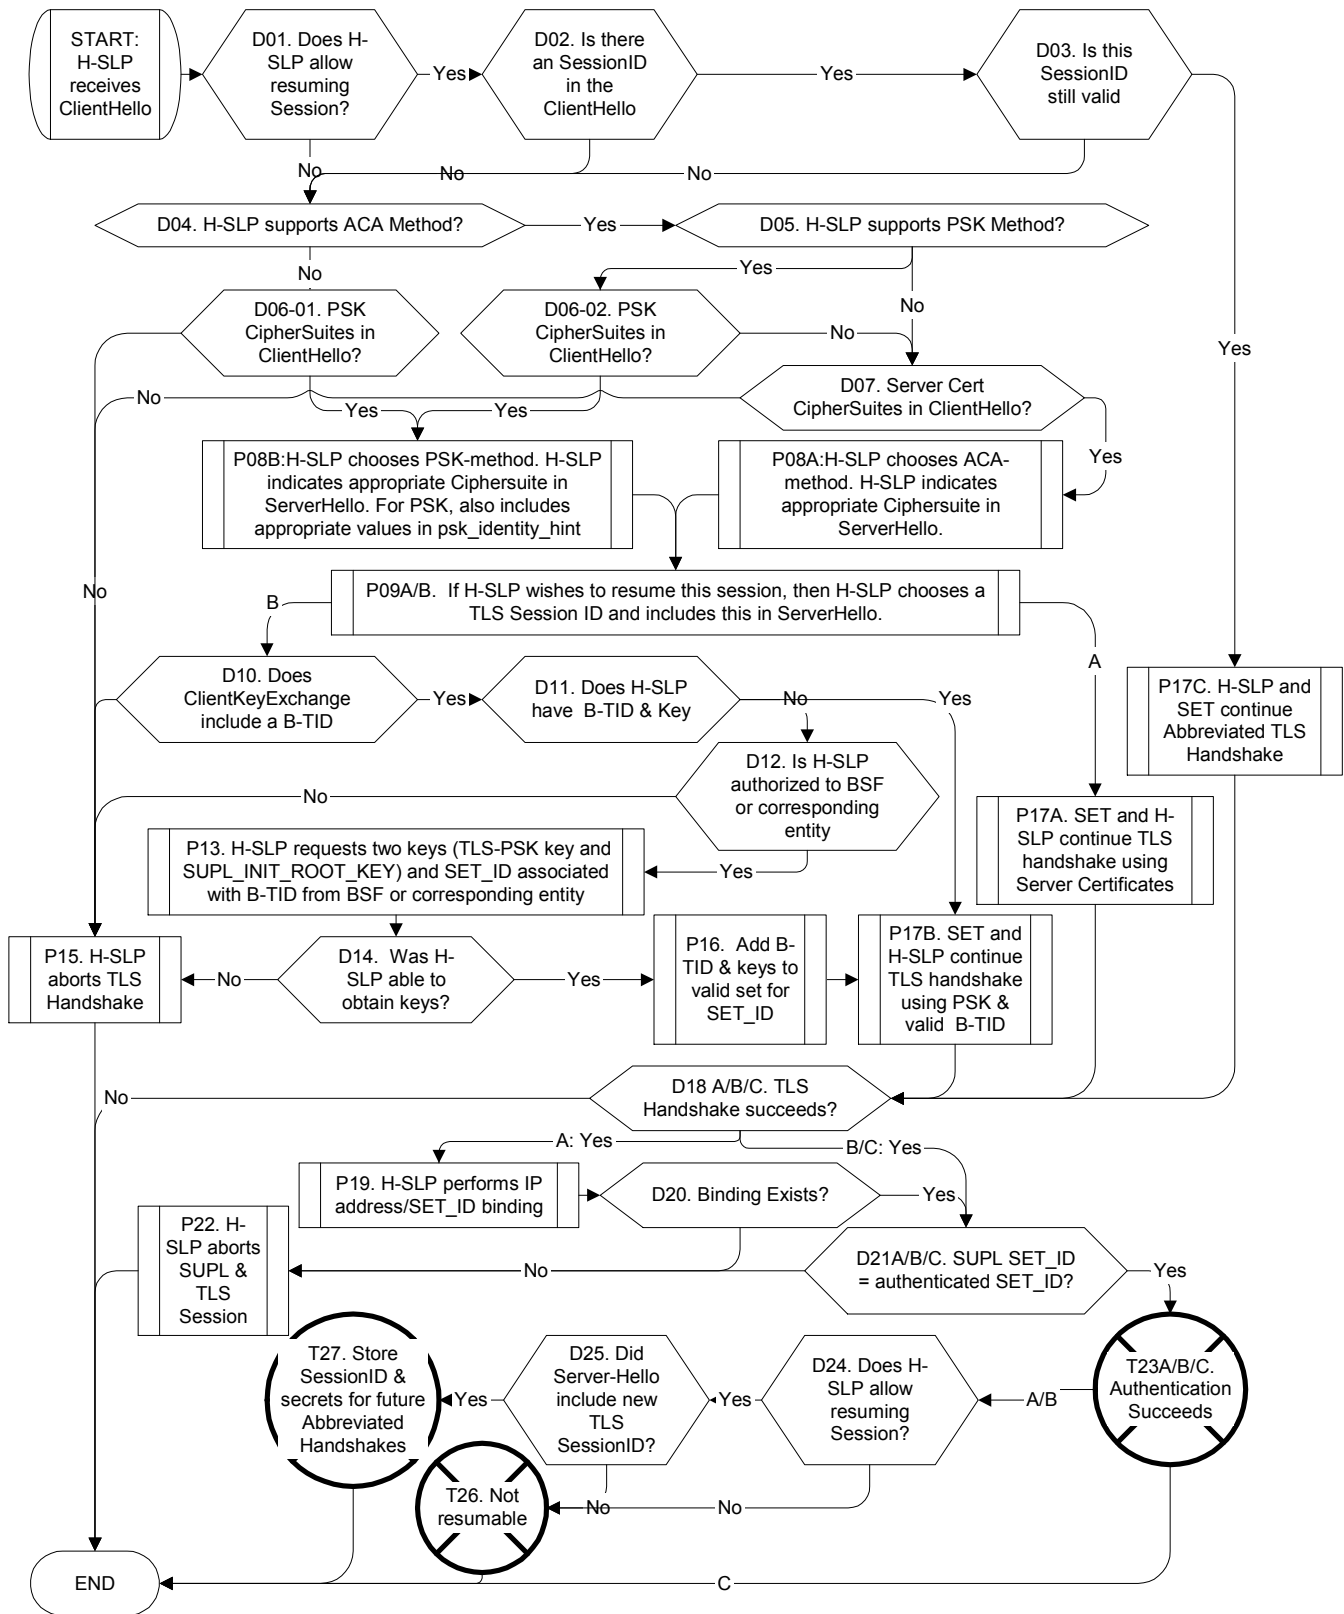 START:
H-SLP
receives
ClientHello
D01. Does H-
SLP allow
resuming
Session?
Yes
D02. Is there
an SessionID
in the
ClientHello
Yes
D03. Is this
SessionID
still valid
No
No
No
D04. H-SLP supports ACA Method?
Yes
D05. H-SLP supports PSK Method?
No
Yes
No
D06-01. PSK
CipherSuites in
ClientHello?
D06-02. PSK
CipherSuites in
ClientHello?
No
Yes
D07. Server Cert
CipherSuites in ClientHello?
No
Yes
Yes
Yes
P08B:H-SLP chooses PSK-method. H-SLP
indicates appropriate Ciphersuite in
ServerHello. For PSK, also includes
appropriate values in psk_identity_hint
P08A:H-SLP chooses ACA-
method. H-SLP indicates
appropriate Ciphersuite in
ServerHello.
No
P09A/B. If H-SLP wishes to resume this session, then H-SLP chooses a
TLS Session ID and includes this in ServerHello.
B
A
D10. Does
ClientKeyExchange
include a B-TID
Yes
D11. Does H-SLP
have B-TID & Key
No
Yes
P17C. H-SLP and
SET continue
Abbreviated TLS
Handshake
D12. Is H-SLP
authorized to BSF
or corresponding
entity
No
Yes
P17A. SET and H-
SLP continue TLS
handshake using
Server Certificates
P13. H-SLP requests two keys (TLS-PSK key and
SUPL_INIT_ROOT_KEY) and SET_ID associated
with B-TID from BSF or corresponding entity
P15. H-SLP
aborts TLS
Handshake
No
D14. Was H-
SLP able to
obtain keys?
Yes
P16. Add B-
TID & keys to
valid set for
SET_ID
P17B. SET and
H-SLP continue
TLS handshake
using PSK &
valid B-TID
No
D18 A/B/C. TLS
Handshake succeeds?
A: Yes
B/C: Yes
P19. H-SLP performs IP
address/SET_ID binding
D20. Binding Exists?
Yes
P22. H-
SLP aborts
SUPL &
TLS
Session
No
D21A/B/C. SUPL SET_ID
= authenticated SET_ID?
Yes
T27. Store
SessionID &
secrets for future
Abbreviated
Handshakes
Yes
D25. Did
Server-Hello
include new
TLS
SessionID?
Yes
D24. Does H-
SLP allow
resuming
Session?
A/B
T23A/B/C.
Authentication
Succeeds
T26. Not
resumable
No
No
END
C